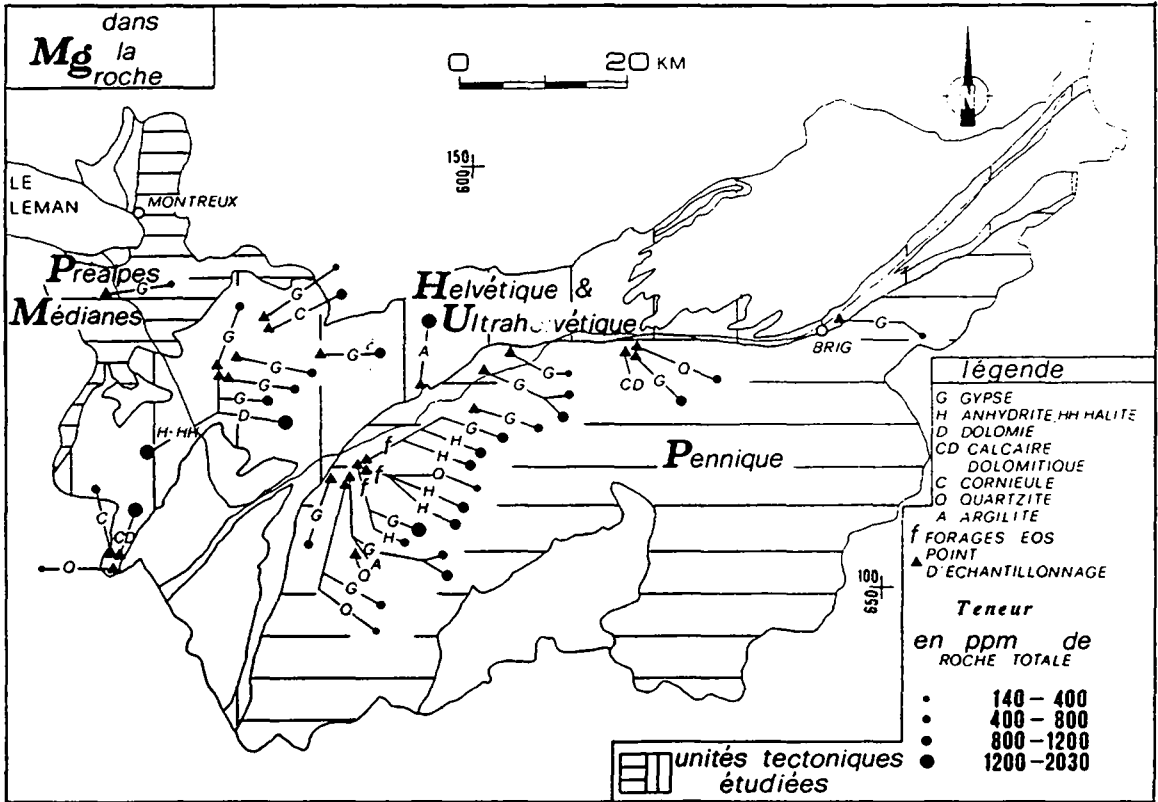 dans
Mg la
roche
0 20 KM
N
150
600
LE
LEMAN
MONTREUX
Préalpes
Médianes
Helvétique &
BRIG
Pennique
100
650
G
G
C
G
G
G
G
G
D
H-HH
A
C
CD
O
G
G
CD
G
O
G
G
G
f
H
H
O
f
H
H
f
G
H
G
G
A
O
G
O
légende
G GYPSE
H ANHYDRITE, HH HALITE
D DOLOMIE
CD CALCAIRE
DOLOMITIQUE
C CORNIEULE
O QUARTZITE
A ARGILITE
f FORAGES EOS
POINT
D'ÉCHANTILLONNAGE
Teneur
en ppm de
ROCHE TOTALE
140 - 400
400 - 800
800 - 1200
1200 - 2030
unités tectoniques
étudiées